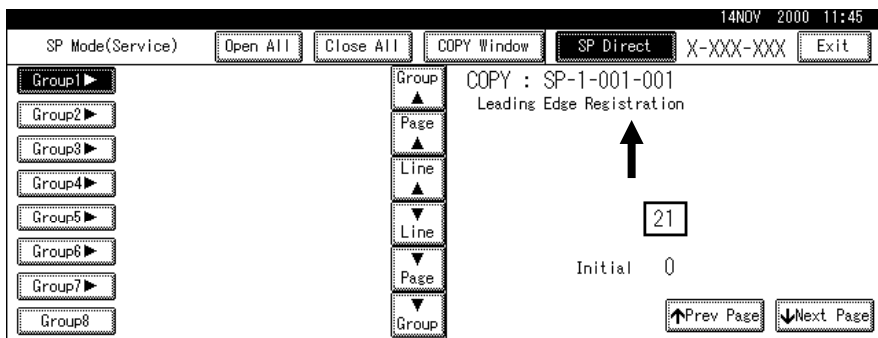 14NOV 2000 11:45
SP Mode(Service) Open All Close All COPY Window SP Direct X-XXX-XXX Exit
Group1▶
Group2▶
Group3▶
Group4▶
Group5▶
Group6▶
Group7▶
Group8
Group
▲
Page
▲
Line
▲
▼
Line
▼
Page
▼
Group
COPY : SP-1-001-001
Leading Edge Registration
21
Initial 0
↑Prev Page ↓Next Page